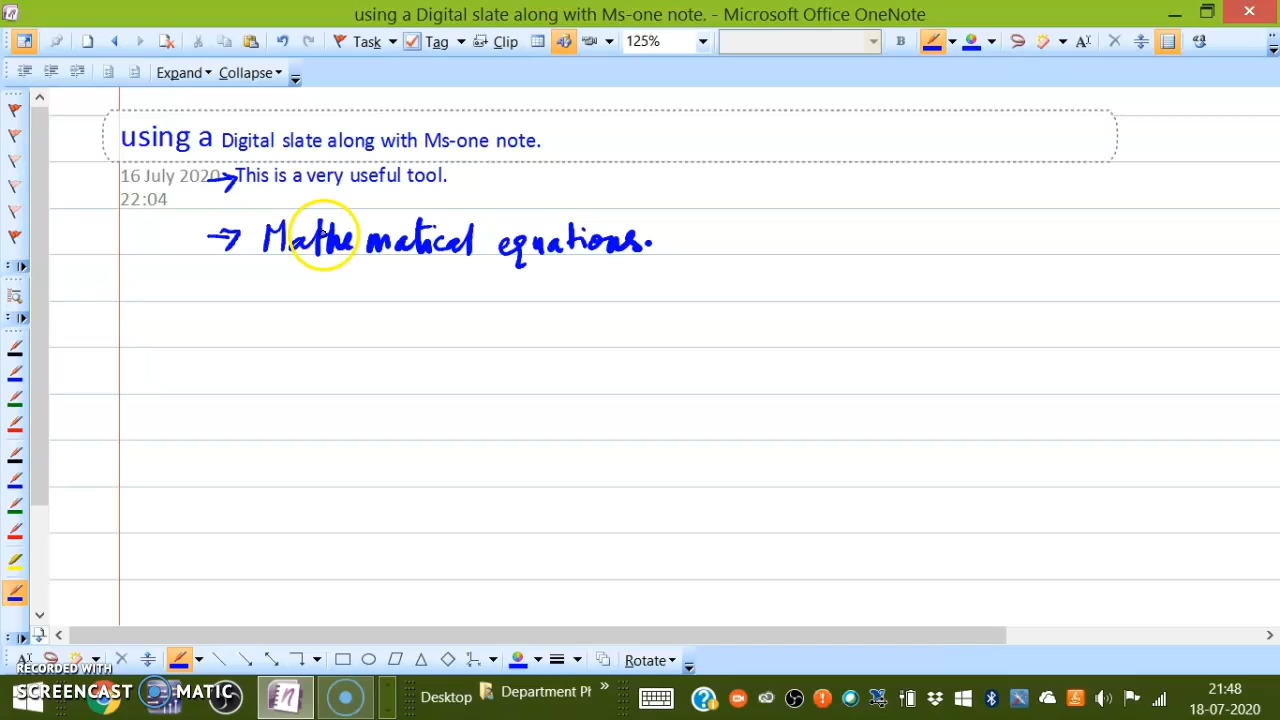 using a Digital slate along with Ms-one note. - Microsoft Office OneNote
Task Tag Clip 125% B
Expand Collapse
using a Digital slate along with Ms-one note.
16 July 2020 → This is a very useful tool.
22:04
→ Mathematical equations.
Rotate
RECORDED WITH
SCREENCAST MATIC
Desktop Department Ph »
21:48
18-07-2020